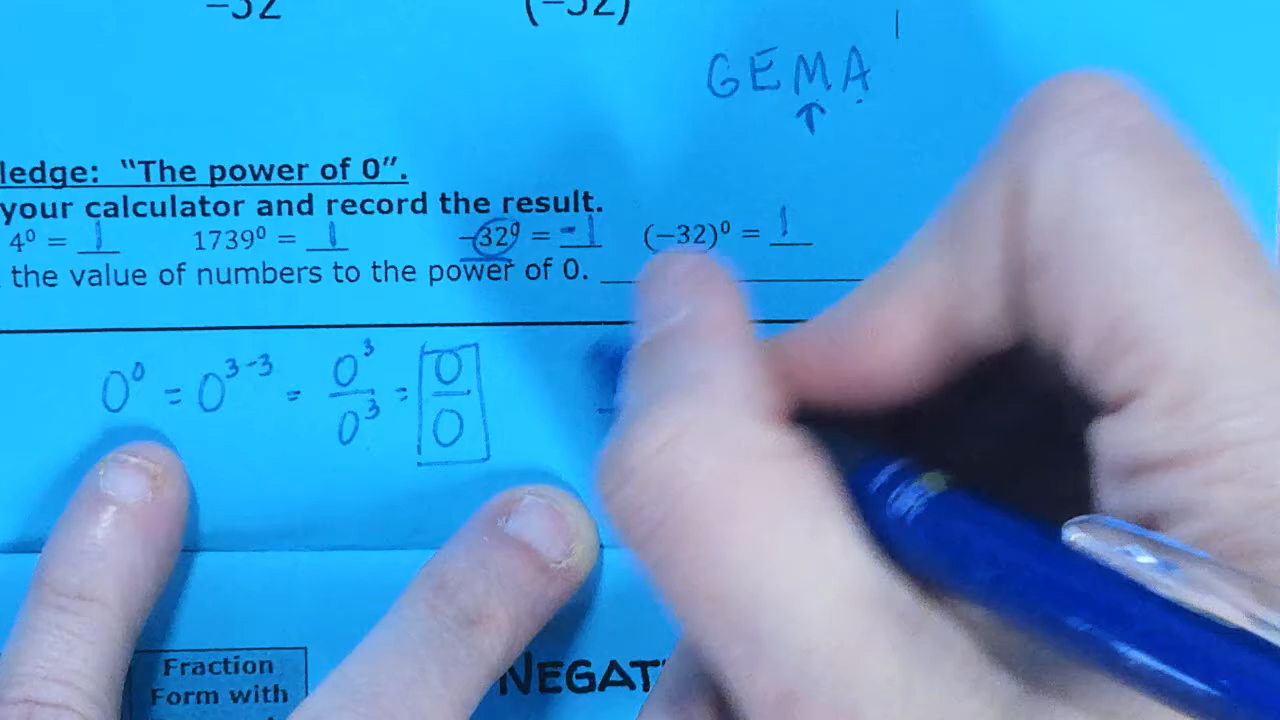 -32 (-32)
GEMA
↑
ledge: “The power of 0”.
your calculator and record the result.
4⁰ = 1 1739⁰ = 1 -32⁰ = -1 (-32)⁰ = 1
the value of numbers to the power of 0.
0⁰ = 0³⁻³ = 0³/0³ = 0/0
Fraction
Form with
NEGAT